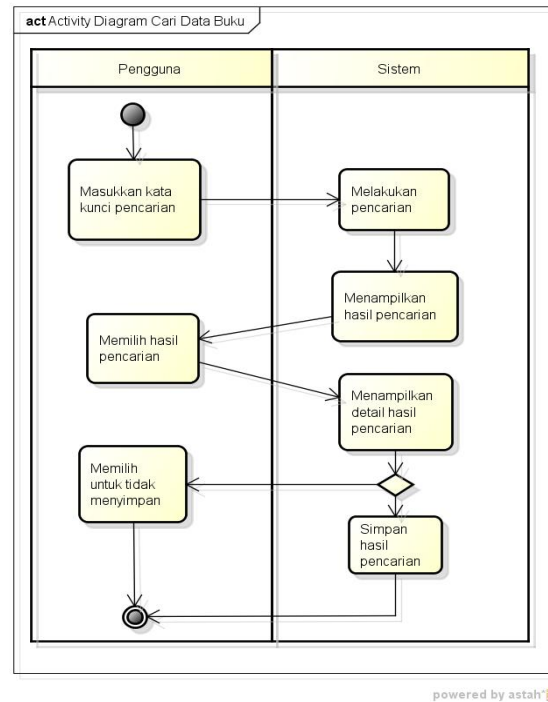 act Activity Diagram Cari Data Buku
Pengguna
Sistem
Masukkan kata
kunci pencarian
Melakukan
pencarian
Menampilkan
hasil pencarian
Memilih hasil
pencarian
Menampilkan
detail hasil
pencarian
Memilih
untuk tidak
menyimpan
Simpan
hasil
pencarian
powered by astah*